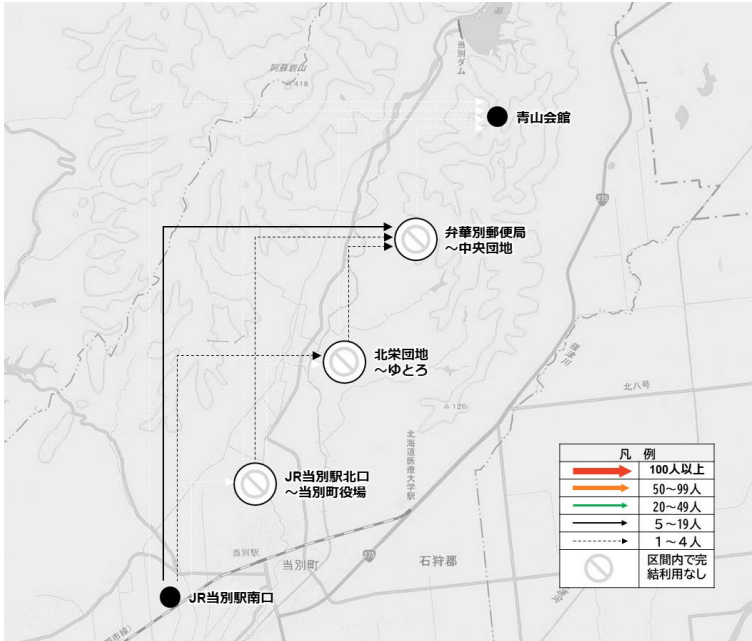 当別ダム
阿蘇岩山
△418
青山会館
275
弁華別郵便局
～中央団地
北栄団地
～ゆとろ
北八号
△126
北海道医療大学駅
JR当別駅北口
～当別町役場
当別駅
当別町
275
石狩郡
JR当別駅南口
凡 例
100人以上
50～99人
20～49人
５～19人
１～４人
区間内で完
結利用なし